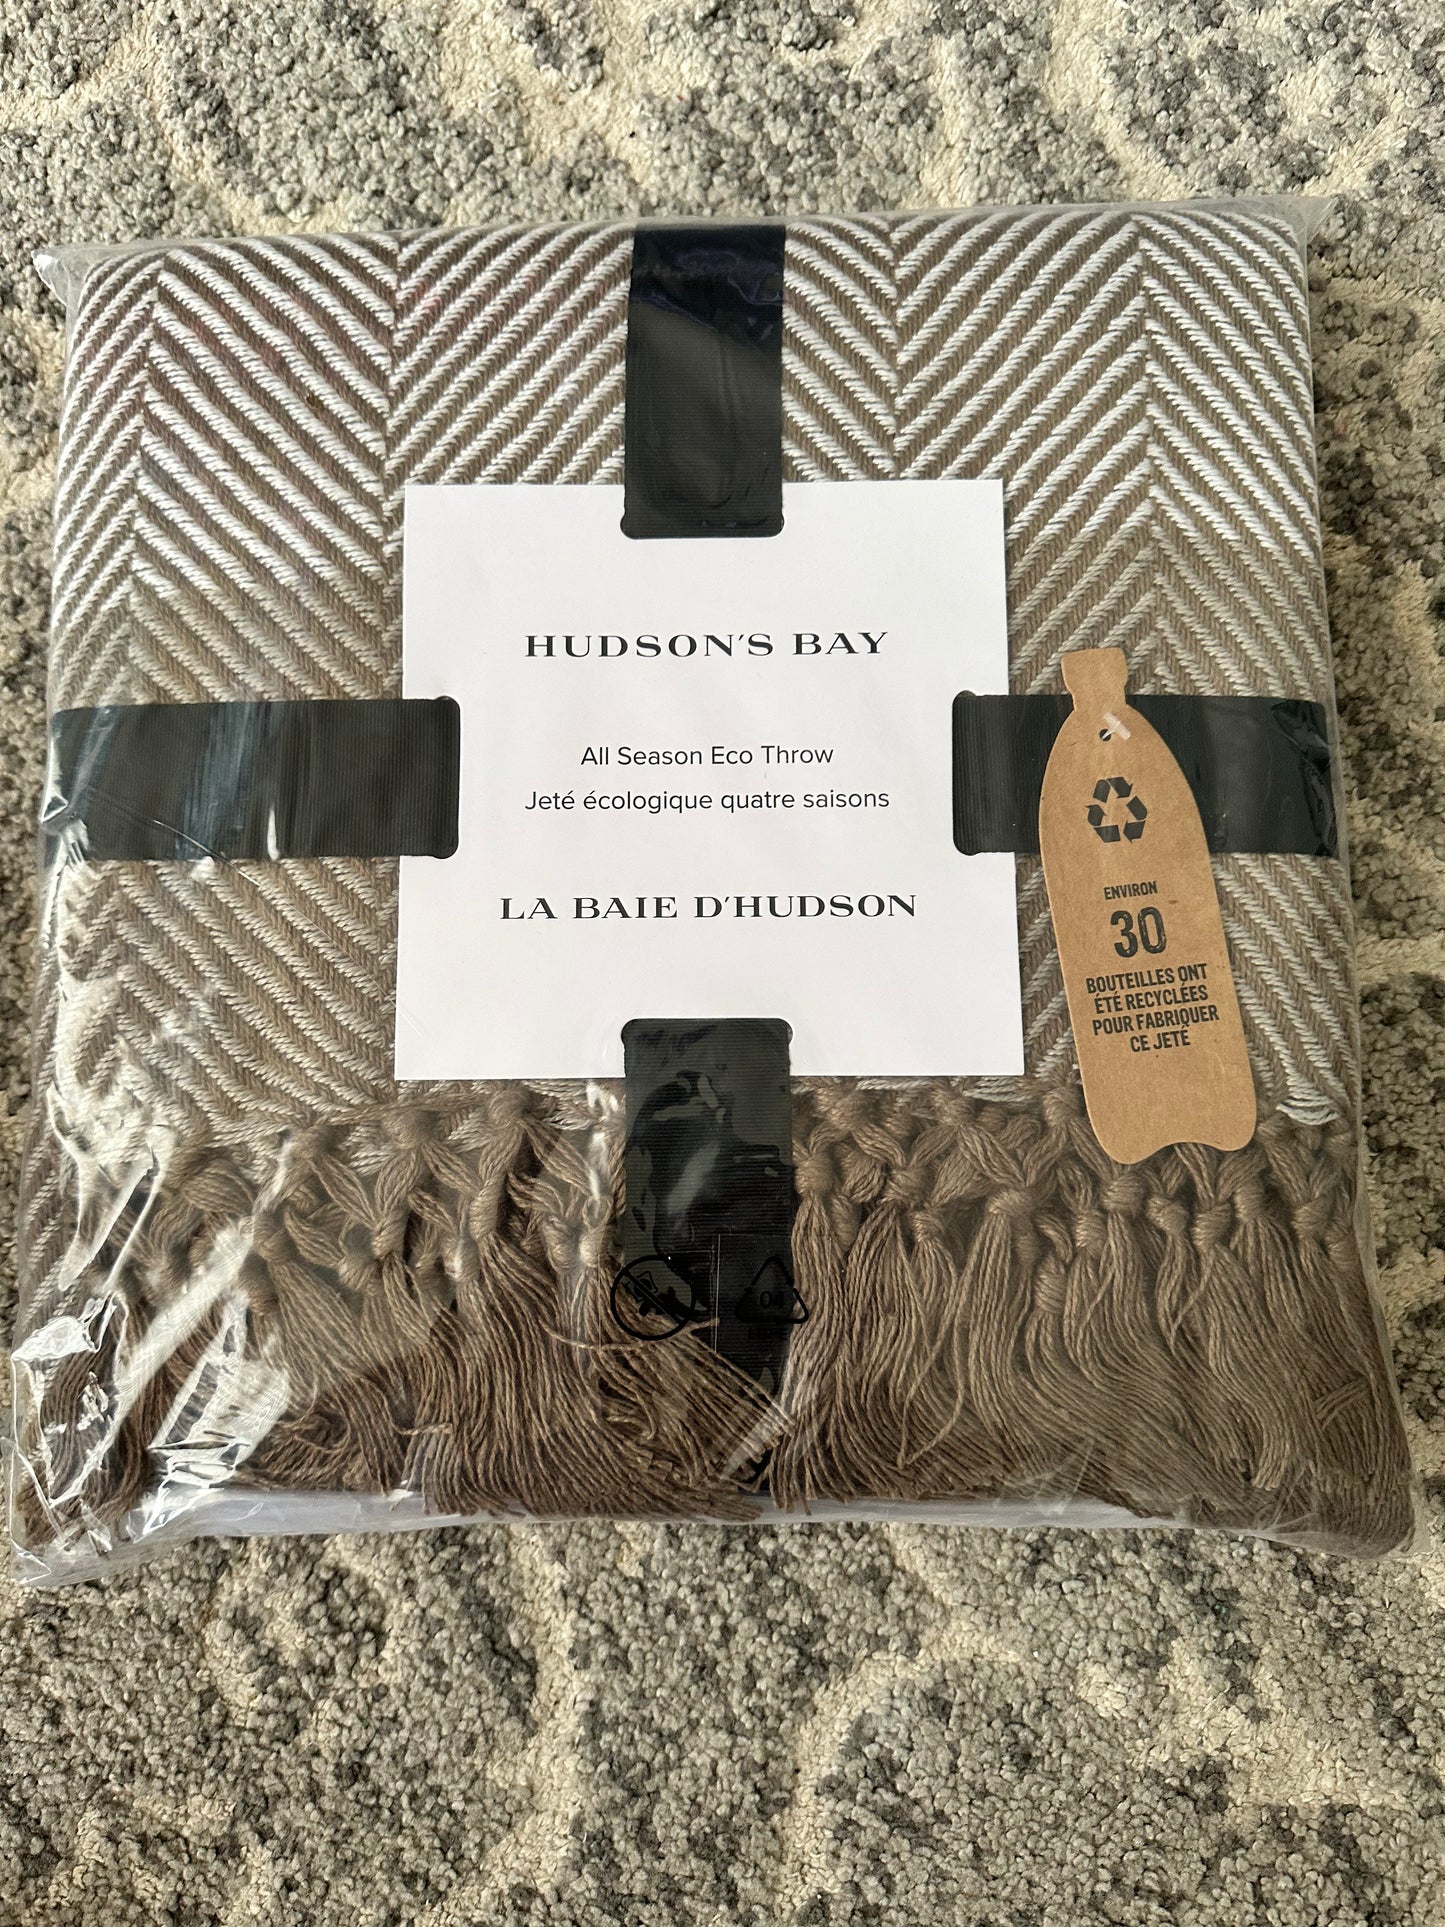 HUDSON'S BAY
All Season Eco Throw
Jeté écologique quatre saisons
LA BAIE D'HUDSON
ENVIRON
30
BOUTEILLES ONT
ÉTÉ RECYCLÉES
POUR FABRIQUER
CE JETÉ
04